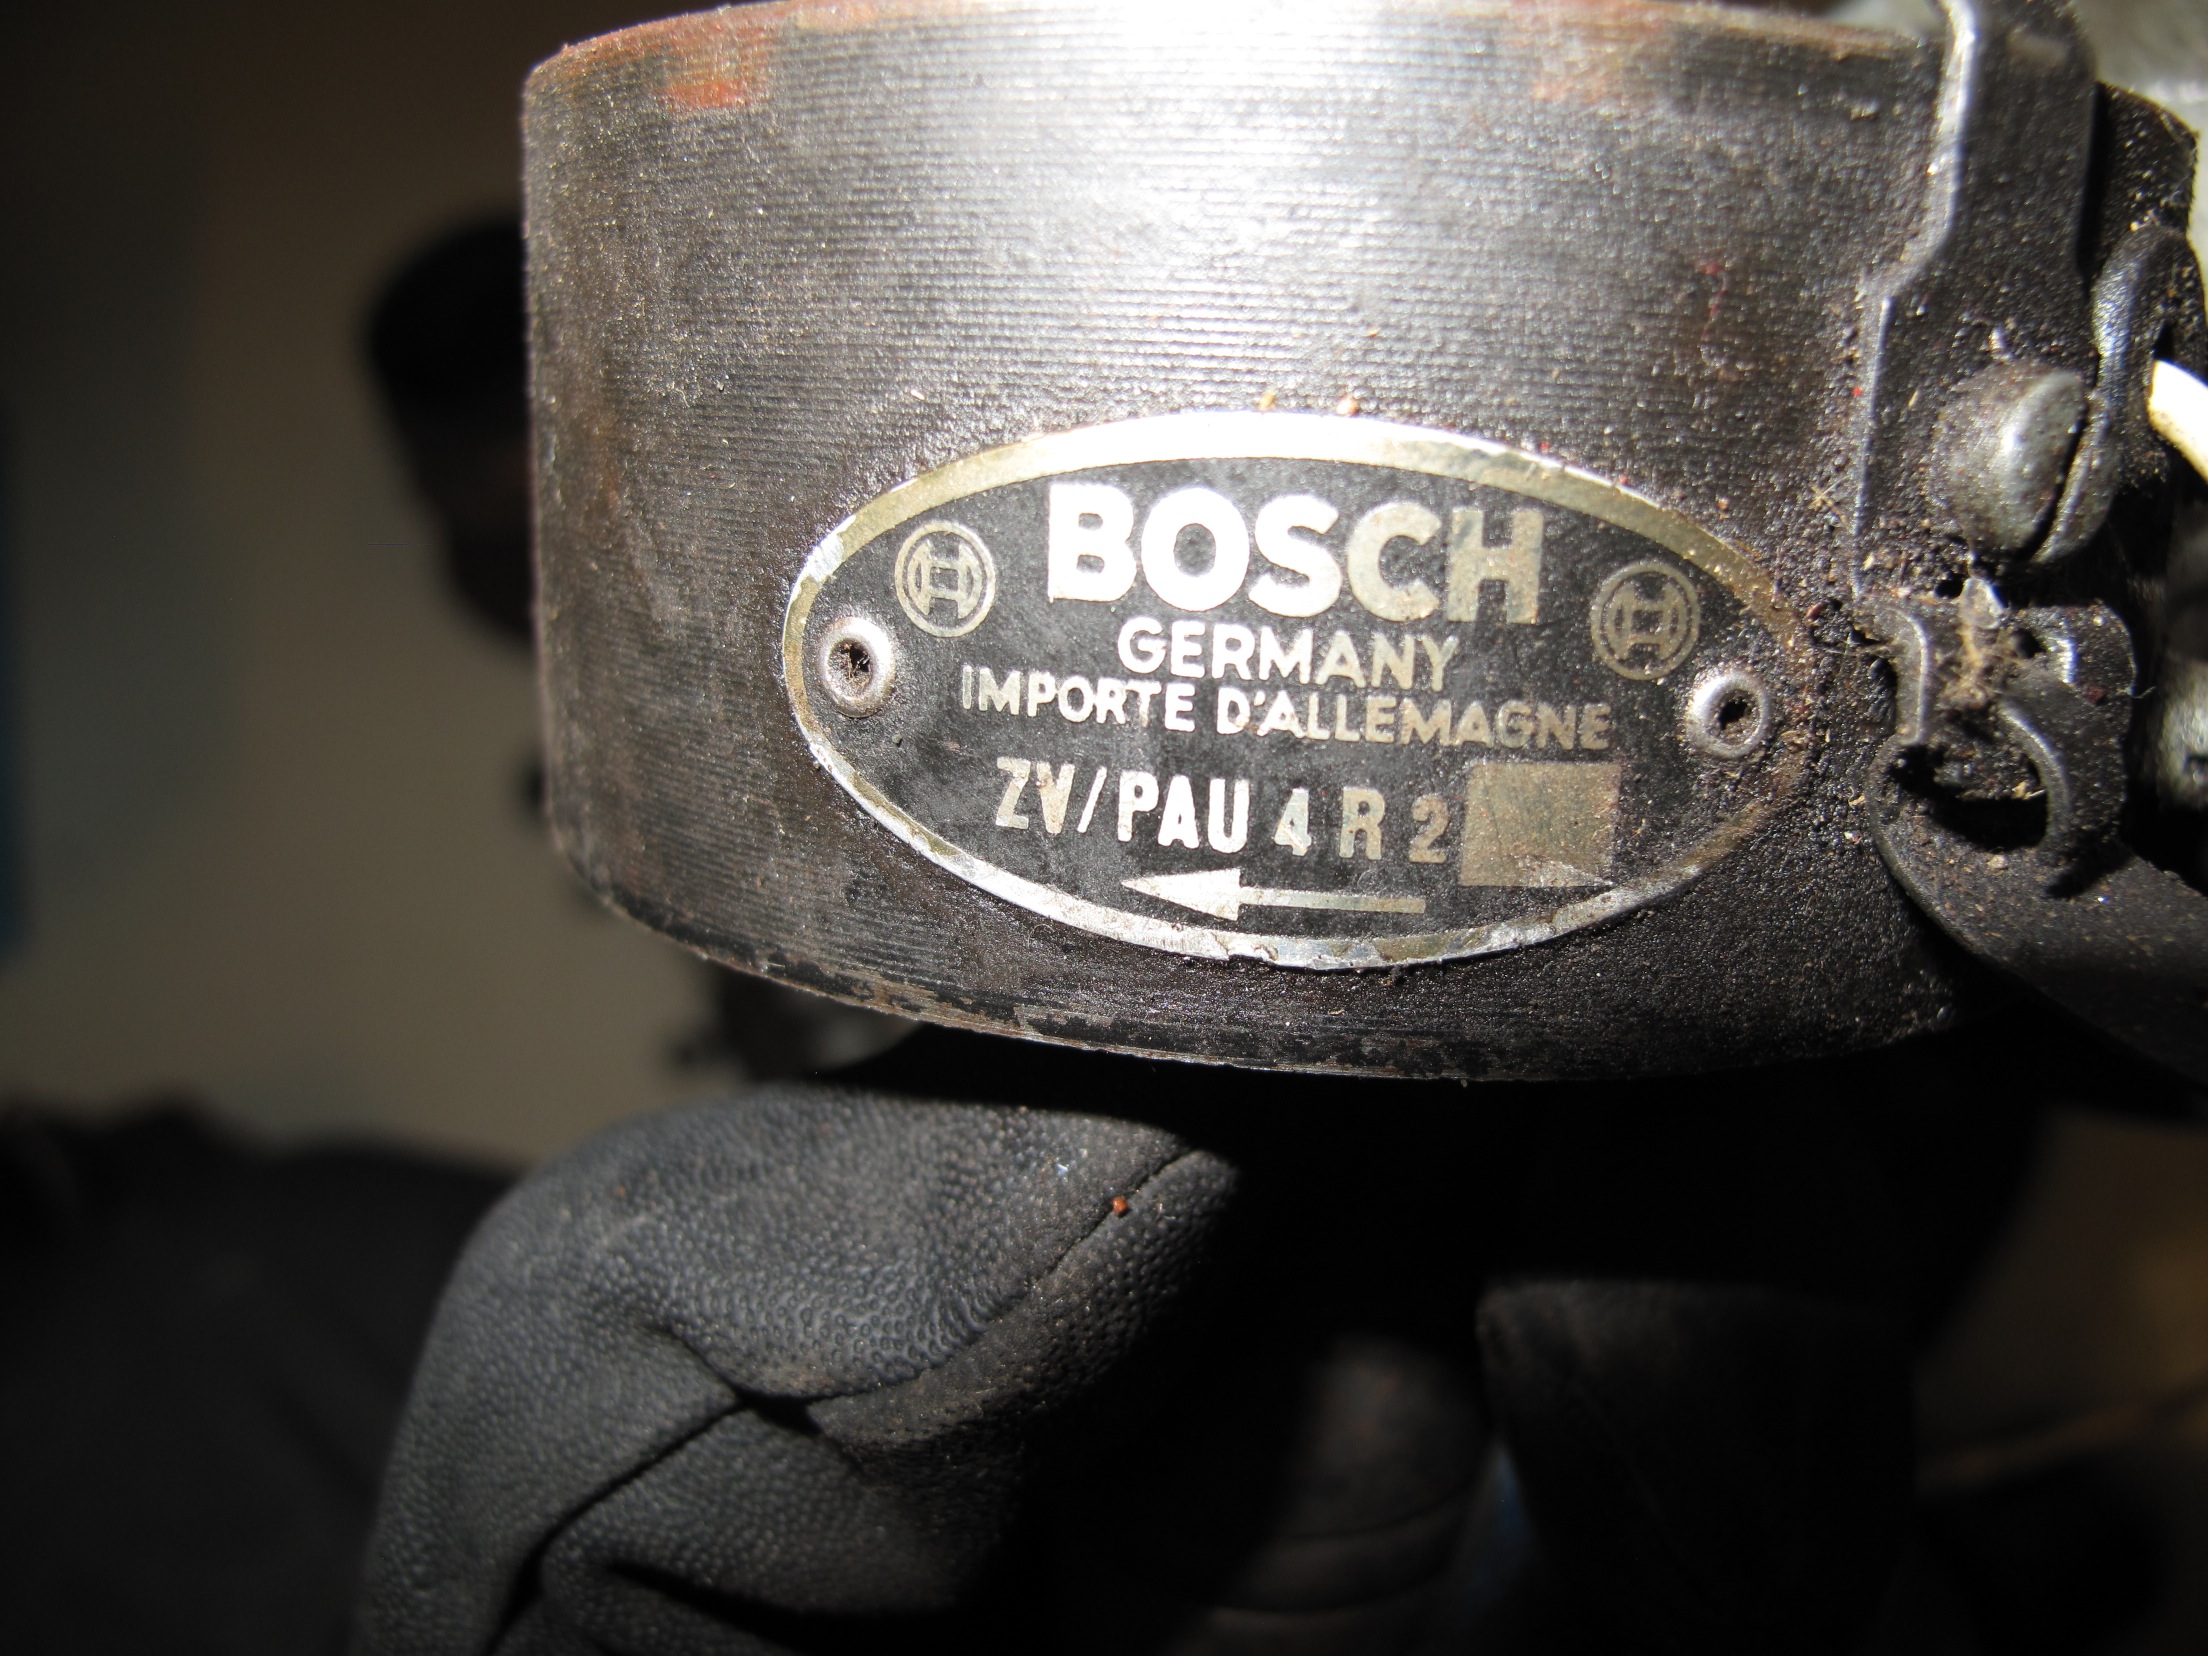 BOSCH
GERMANY
IMPORTE D'ALLEMAGNE
ZV/PAU 4 R 2